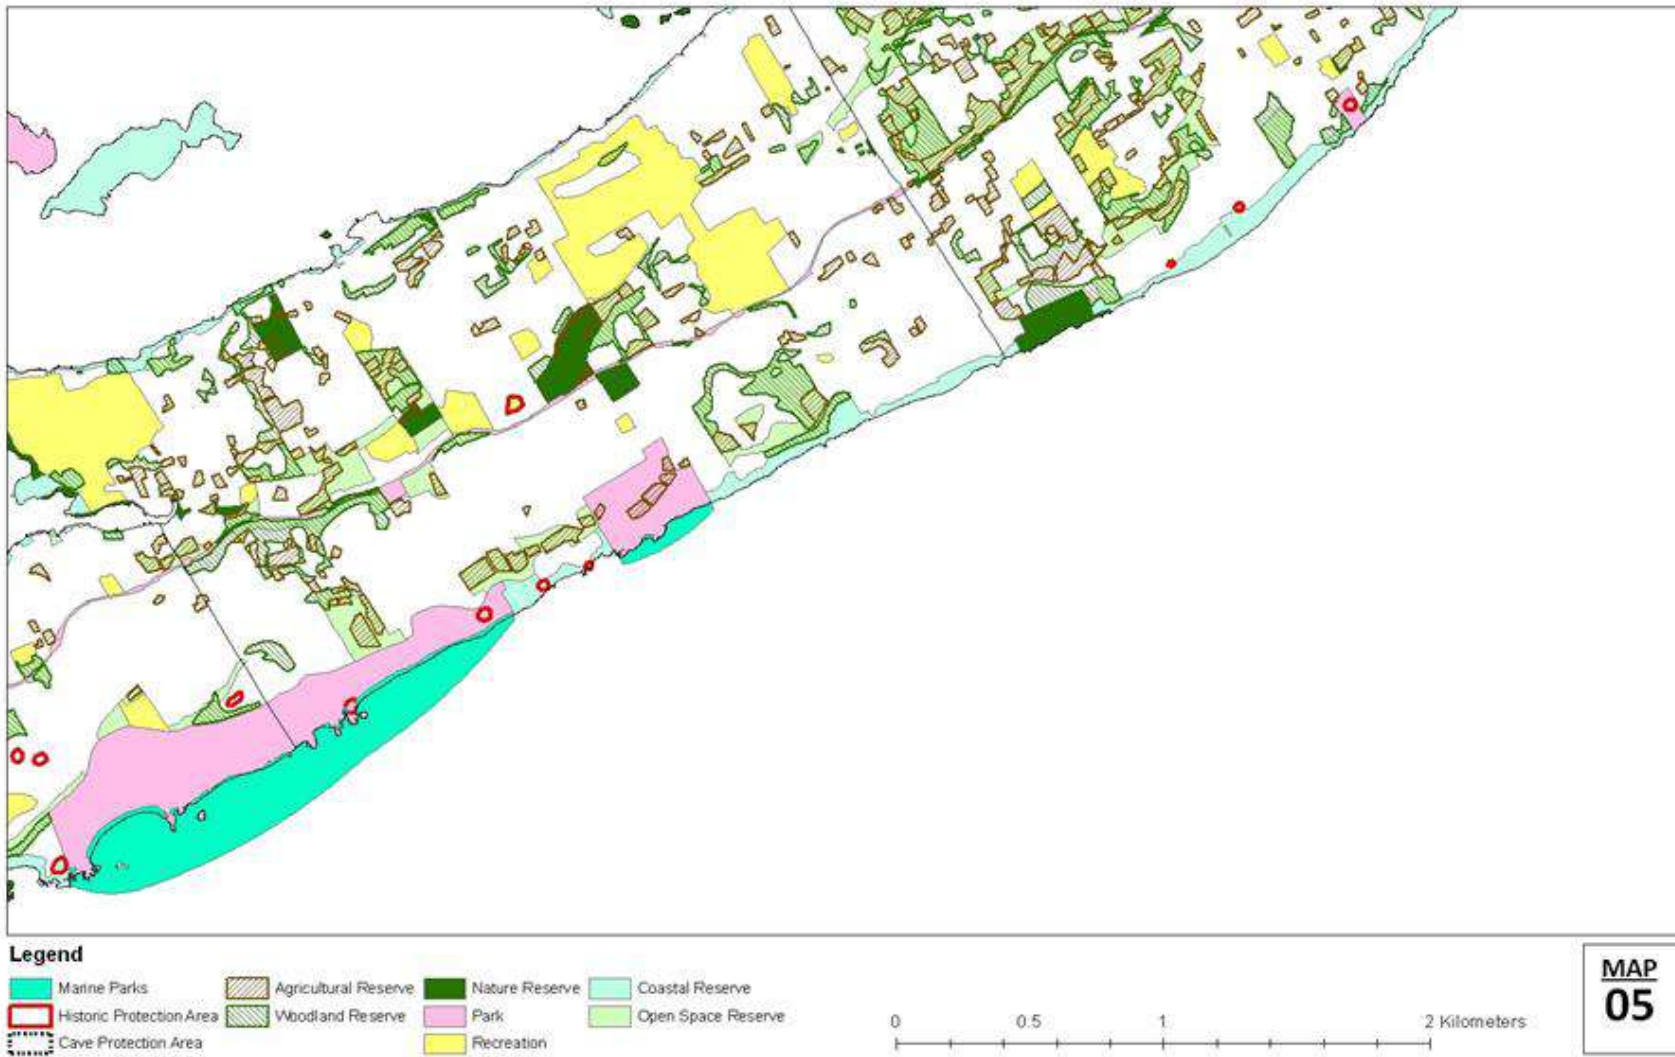 Legend
Marine Parks
Historic Protection Area
Cave Protection Area
Agricultural Reserve
Woodland Reserve
Nature Reserve
Park
Recreation
Coastal Reserve
Open Space Reserve
0 0.5 1 2 Kilometers
MAP
05